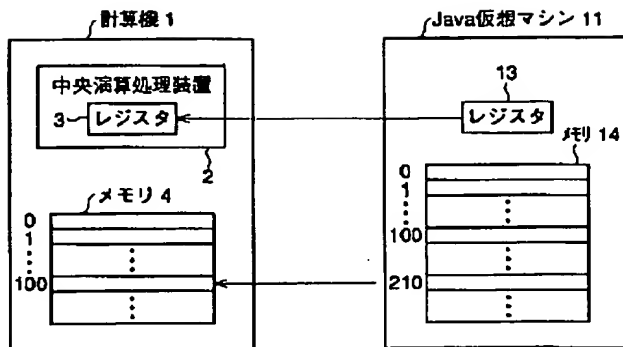 計算機 1
中央演算処理装置
3
レジスタ
2
メモリ 4
0
1
100
Java仮想マシン 11
13
レジスタ
メモリ 14
0
1
100
210